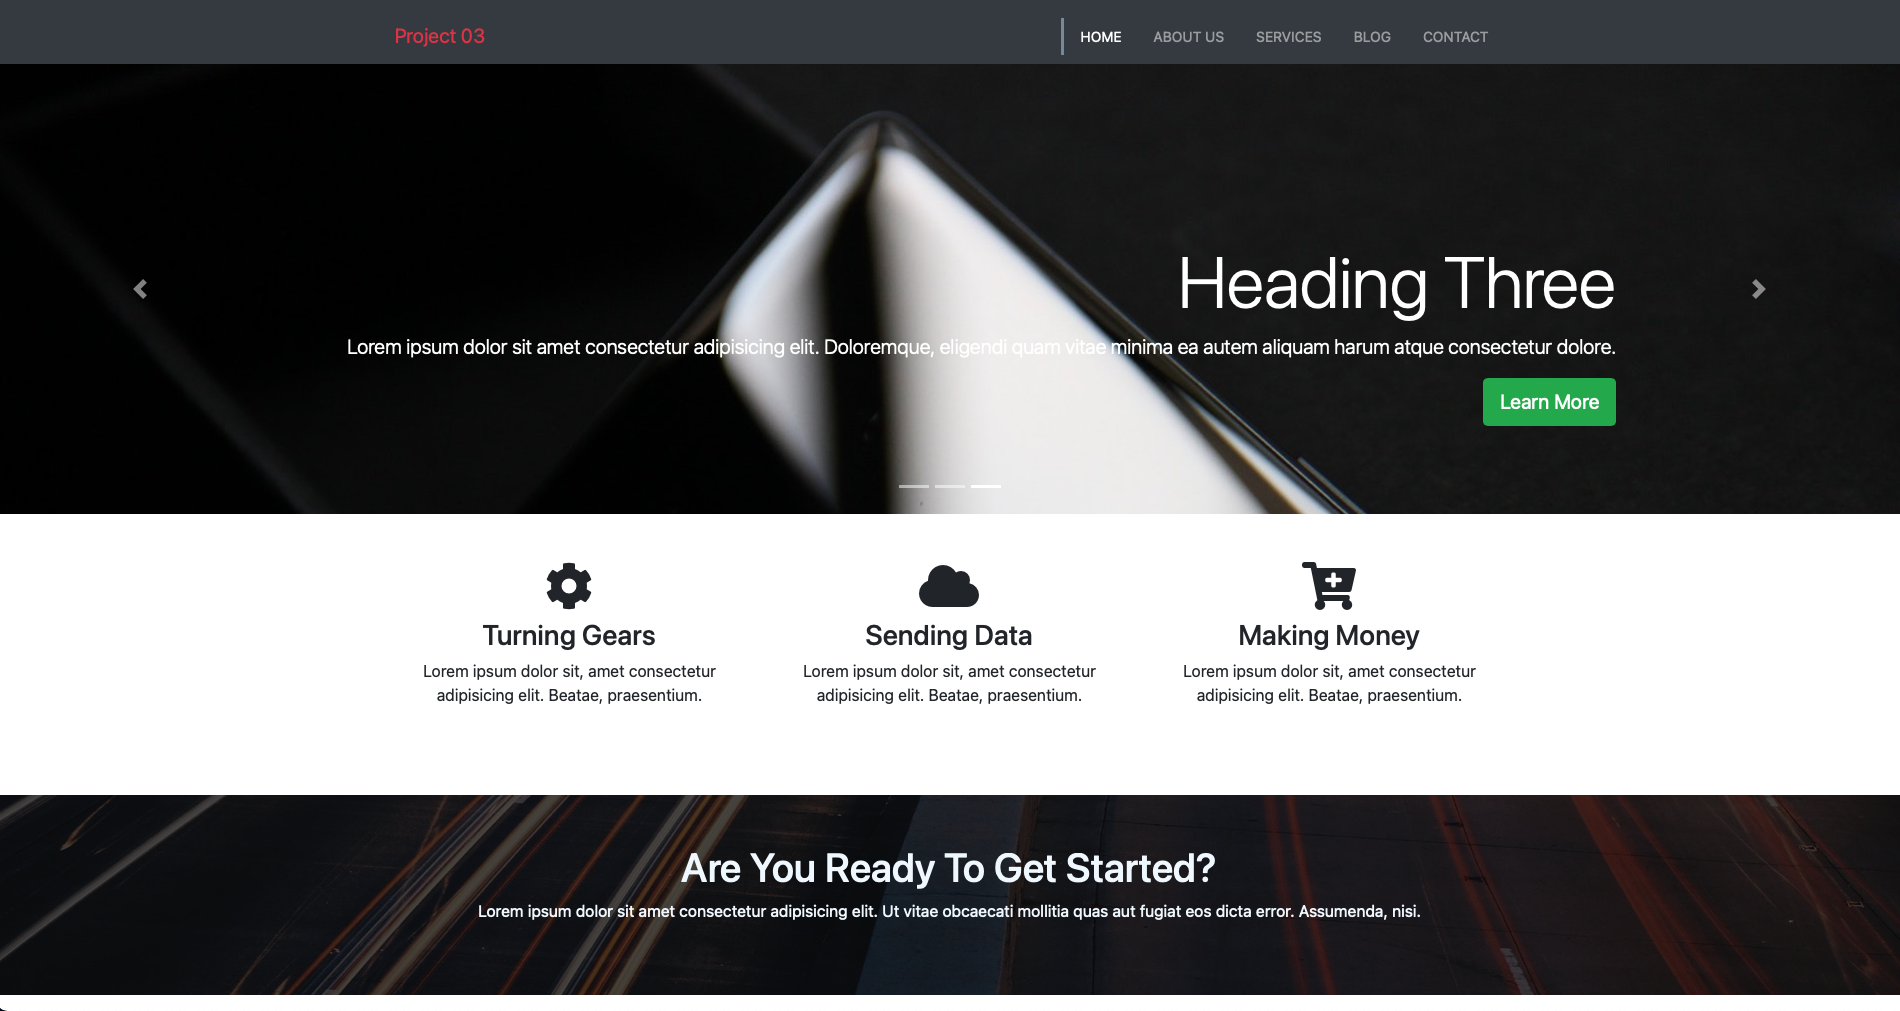 Project 03
HOME ABOUT US SERVICES BLOG CONTACT
Heading Three
Lorem ipsum dolor sit amet consectetur adipisicing elit. Doloremque, eligendi quam vitae minima ea autem aliquam harum atque consectetur dolore.
Learn More
Turning Gears
Lorem ipsum dolor sit, amet consectetur
adipisicing elit. Beatae, praesentium.
Sending Data
Lorem ipsum dolor sit, amet consectetur
adipisicing elit. Beatae, praesentium.
Making Money
Lorem ipsum dolor sit, amet consectetur
adipisicing elit. Beatae, praesentium.
Are You Ready To Get Started?
Lorem ipsum dolor sit amet consectetur adipisicing elit. Ut vitae obcaecati mollitia quas aut fugiat eos dicta error. Assumenda, nisi.